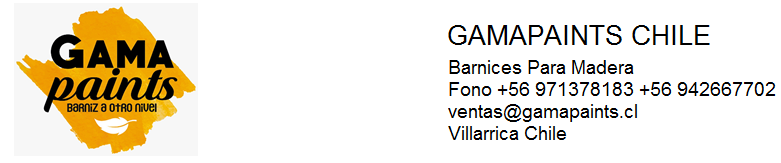 GAMA
paints
BARNIZ A OTRO NIVEL
GAMAPAINTS CHILE
Barnices Para Madera
Fono +56 971378183 +56 942667702
ventas@gamapaints.cl
Villarrica Chile